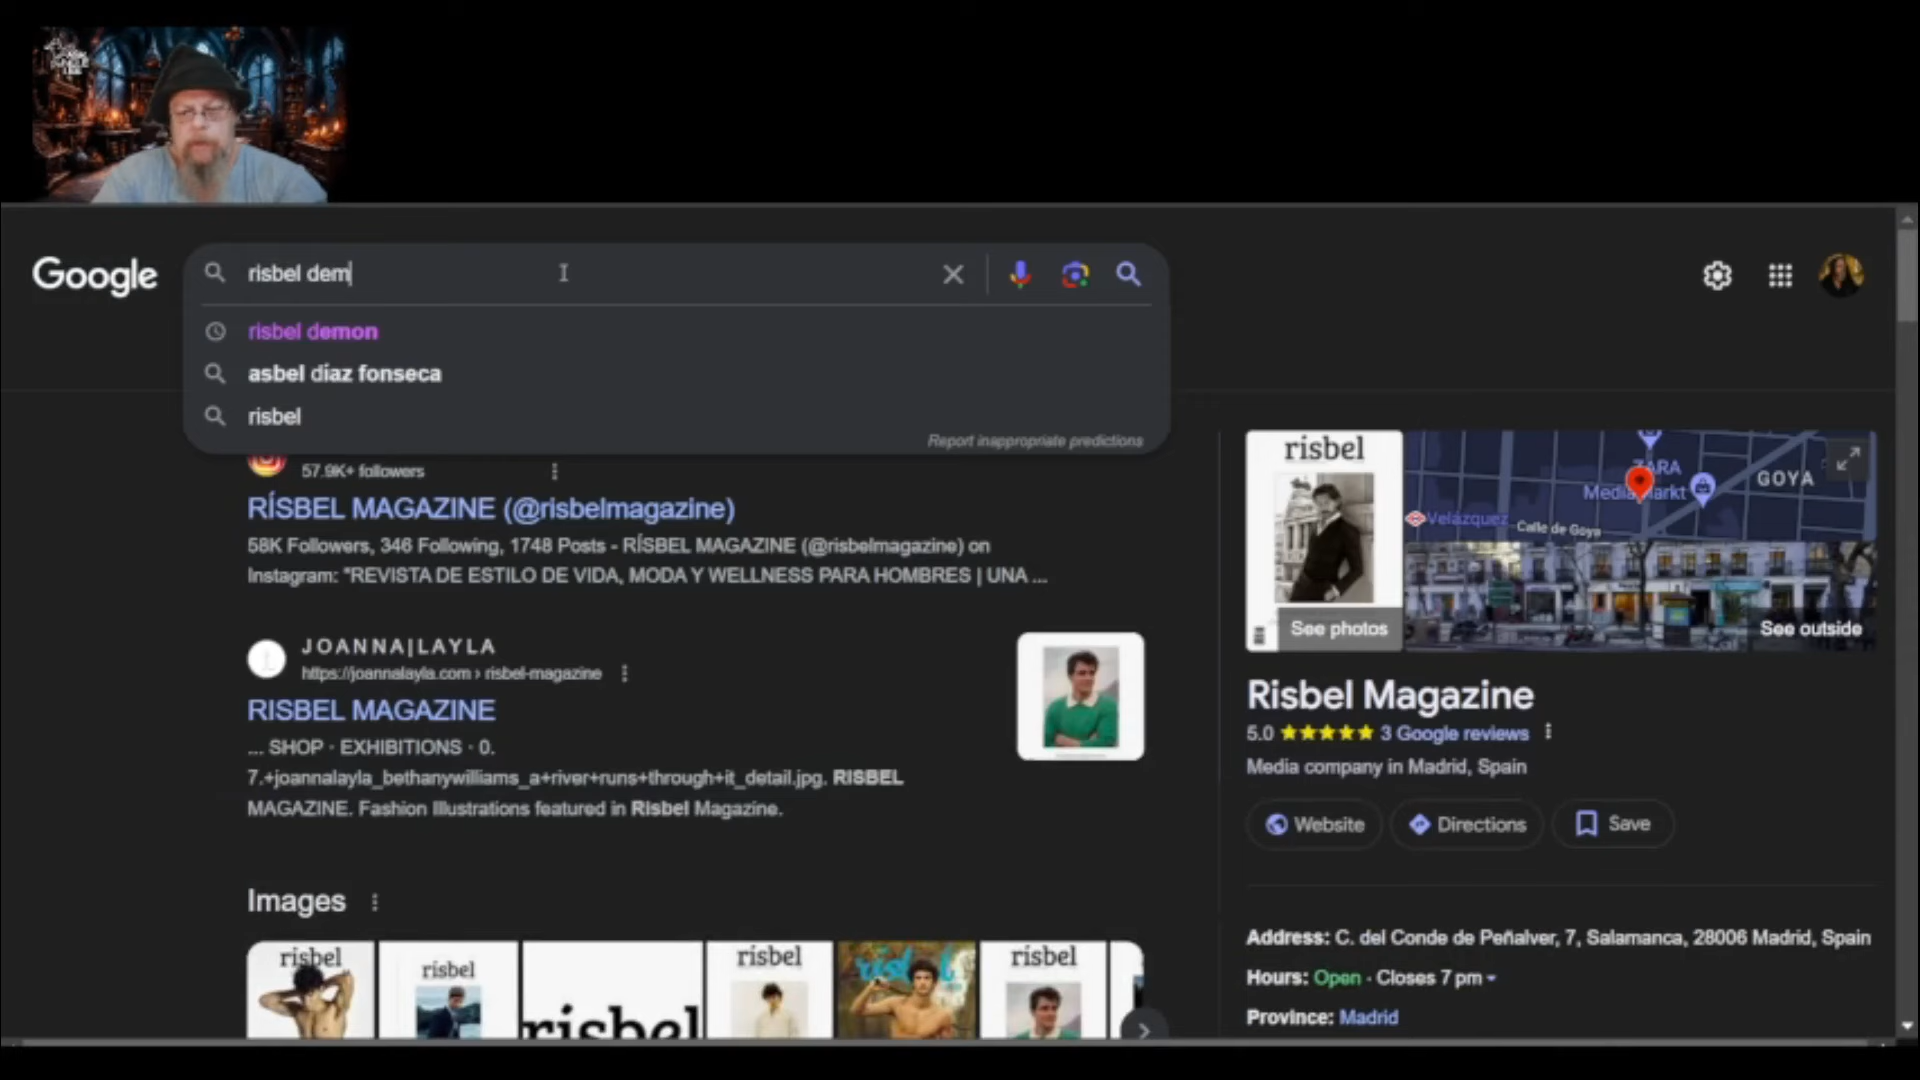 Google
risbel dem
risbel demon
asbel díaz fonseca
risbel
Report inappropriate predictions
57.9K+ followers
RÍSBEL MAGAZINE (@risbelmagazine)
58K Followers, 346 Following, 1748 Posts - RÍSBEL MAGAZINE (@risbelmagazine) on
Instagram: "REVISTA DE ESTILO DE VIDA, MODA Y WELLNESS PARA HOMBRES | UNA ...
JOANNA|LAYLA
https://joannalayla.com › risbel-magazine
RISBEL MAGAZINE
... SHOP · EXHIBITIONS · 0.
7.+joannalayla_bethanywilliams_a+river+runs+through+it_detail.jpg. RISBEL
MAGAZINE. Fashion Illustrations featured in Risbel Magazine.
Images
risbel
risbel
risbel
risbel
risbel
risbel
See photos
ZARA
MediaMarkt
GOYA
Velázquez
Calle de Goya
See outside
Risbel Magazine
5.0 3 Google reviews
Media company in Madrid, Spain
Website
Directions
Save
Address: C. del Conde de Peñalver, 7, Salamanca, 28006 Madrid, Spain
Hours: Open · Closes 7 pm
Province: Madrid